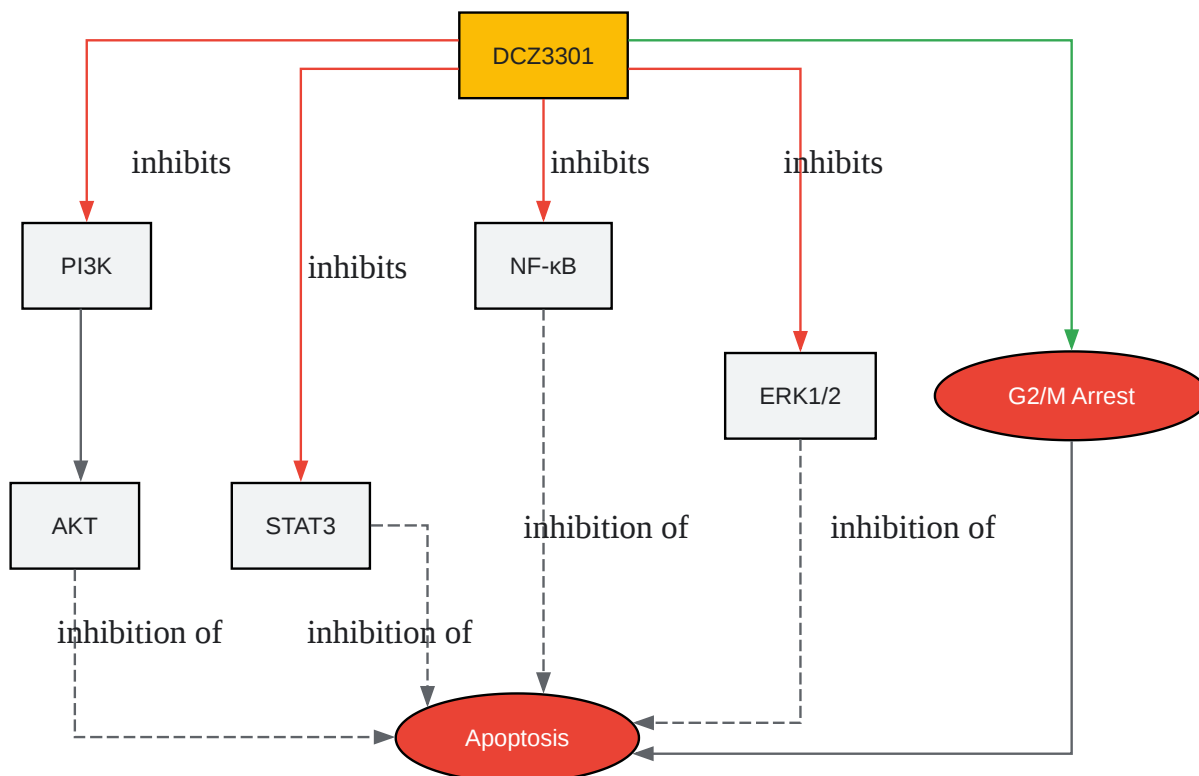 DCZ3301
inhibits
inhibits
inhibits
PI3K
inhibits
NF-κB
ERK1/2
G2/M Arrest
AKT
STAT3
inhibition of
inhibition of
inhibition of
inhibition of
Apoptosis